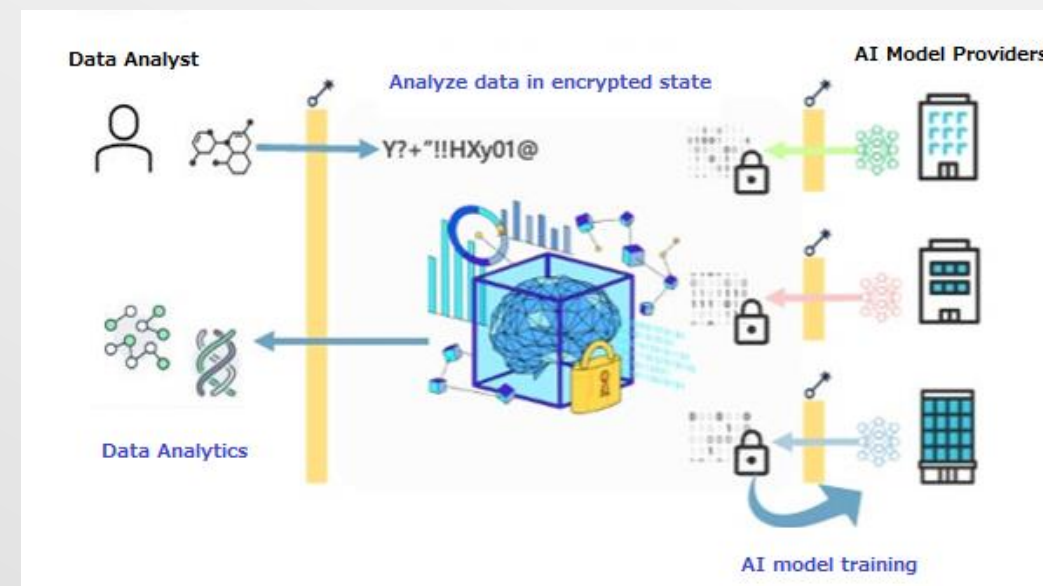 Data Analyst
AI Model Providers
Analyze data in encrypted state
Y?+"!!HXy01@
Data Analytics
AI model training